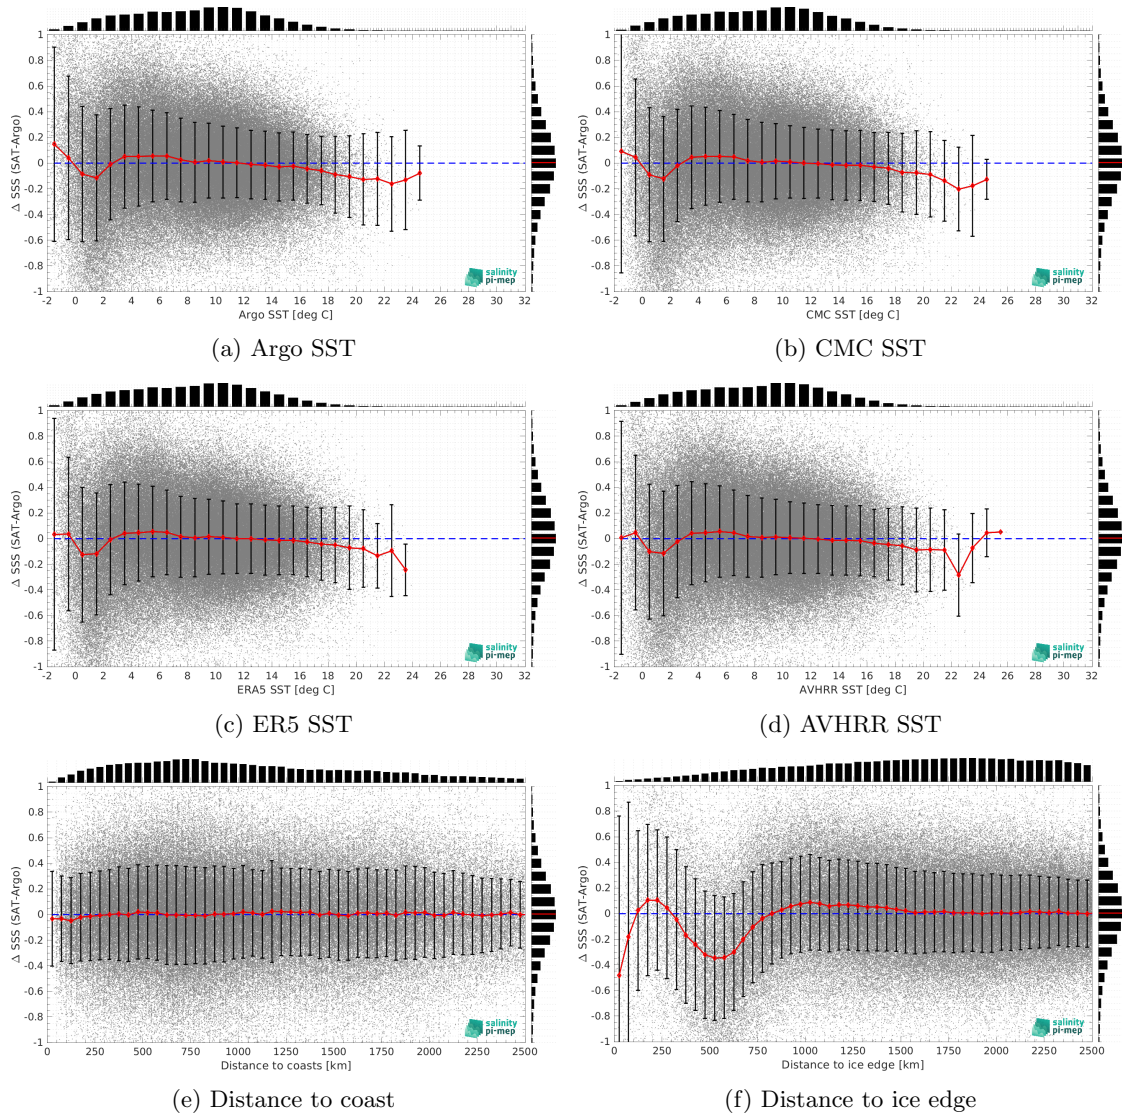 1
0.8
0.6
0.4
0.2
0
-0.2
-0.4
-0.6
-0.8
-1
Δ SSS (SAT-Argo)
salinity
pi-mep
-2 0 2 4 6 8 10 12 14 16 18 20 22 24 26 28 30 32
Argo SST [deg C]
(a) Argo SST
1
0.8
0.6
0.4
0.2
0
-0.2
-0.4
-0.6
-0.8
-1
Δ SSS (SAT-Argo)
salinity
pi-mep
-2 0 2 4 6 8 10 12 14 16 18 20 22 24 26 28 30 32
CMC SST [deg C]
(b) CMC SST
1
0.8
0.6
0.4
0.2
0
-0.2
-0.4
-0.6
-0.8
-1
Δ SSS (SAT-Argo)
salinity
pi-mep
-2 0 2 4 6 8 10 12 14 16 18 20 22 24 26 28 30 32
ERA5 SST [deg C]
(c) ER5 SST
1
0.8
0.6
0.4
0.2
0
-0.2
-0.4
-0.6
-0.8
-1
Δ SSS (SAT-Argo)
salinity
pi-mep
-2 0 2 4 6 8 10 12 14 16 18 20 22 24 26 28 30 32
AVHRR SST [deg C]
(d) AVHRR SST
1
0.8
0.6
0.4
0.2
0
-0.2
-0.4
-0.6
-0.8
-1
Δ SSS (SAT-Argo)
salinity
pi-mep
0 250 500 750 1000 1250 1500 1750 2000 2250 2500
Distance to coasts [km]
(e) Distance to coast
1
0.8
0.6
0.4
0.2
0
-0.2
-0.4
-0.6
-0.8
-1
Δ SSS (SAT-Argo)
salinity
pi-mep
0 250 500 750 1000 1250 1500 1750 2000 2250 2500
Distance to ice edge [km]
(f) Distance to ice edge